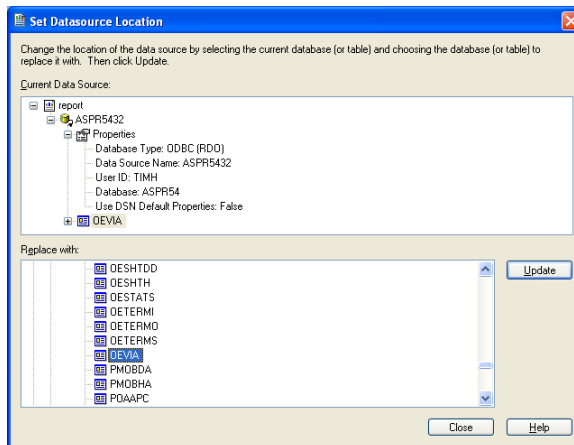 Set Datasource Location
Change the location of the data source by selecting the current database (or table) and choosing the database (or table) to
replace it with. Then click Update.
Current Data Source:
report
ASPR5432
Properties
Database Type: ODBC (RDO)
Data Source Name: ASPR5432
User ID: TIMH
Database: ASPR54
Use DSN Default Properties: False
OEVIA
Replace with:
OESHTDD
OESHTH
OESTATS
OETERMI
OETERMO
OETERMS
OEVIA
PMOBDA
PMOBHA
POAAPC
Update
Close
Help